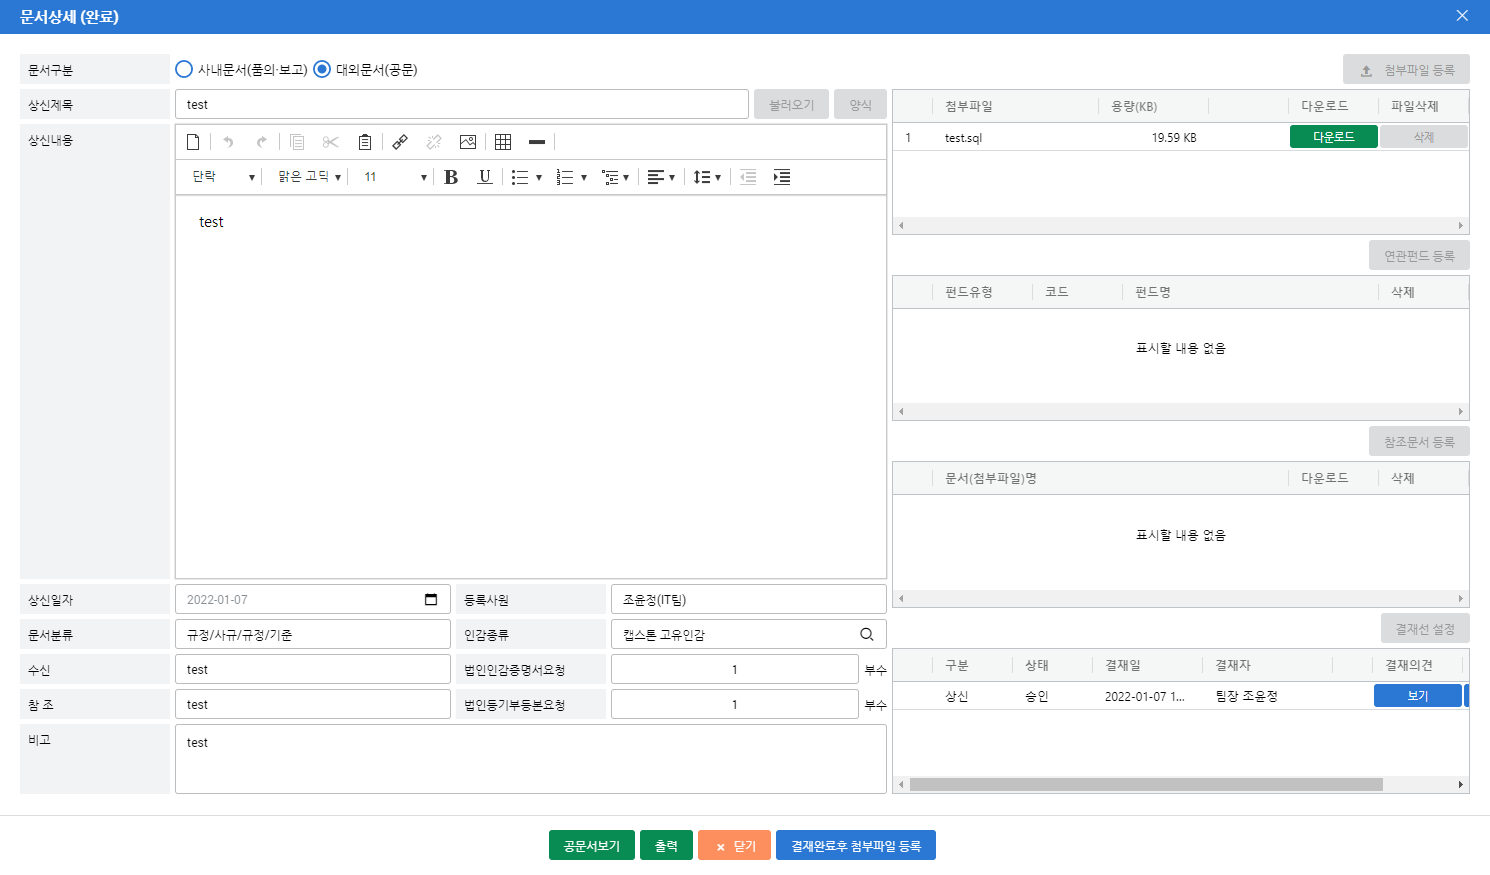 문서상세 (완료)
문서구분
사내문서(품의·보고)
대외문서(공문)
첨부파일 등록
상신제목
test
불러오기
양식
상신내용
단락
맑은 고딕
11
B
U
test
첨부파일
용량(KB)
다운로드
파일삭제
1
test.sql
19.59 KB
다운로드
삭제
연관펀드 등록
펀드유형
코드
펀드명
삭제
표시할 내용 없음
참조문서 등록
문서(첨부파일)명
다운로드
삭제
표시할 내용 없음
상신일자
2022-01-07
등록사원
조윤정(IT팀)
문서분류
규정/사규/규정/기준
인감종류
캡스톤 고유인감
수신
test
법인인감증명서요청
1
부수
참 조
test
법인등기부등본요청
1
부수
비고
test
결재선 설정
구분
상태
결재일
결재자
결재의견
상신
승인
2022-01-07 1...
팀장 조윤정
보기
공문서보기
출력
× 닫기
결재완료후 첨부파일 등록